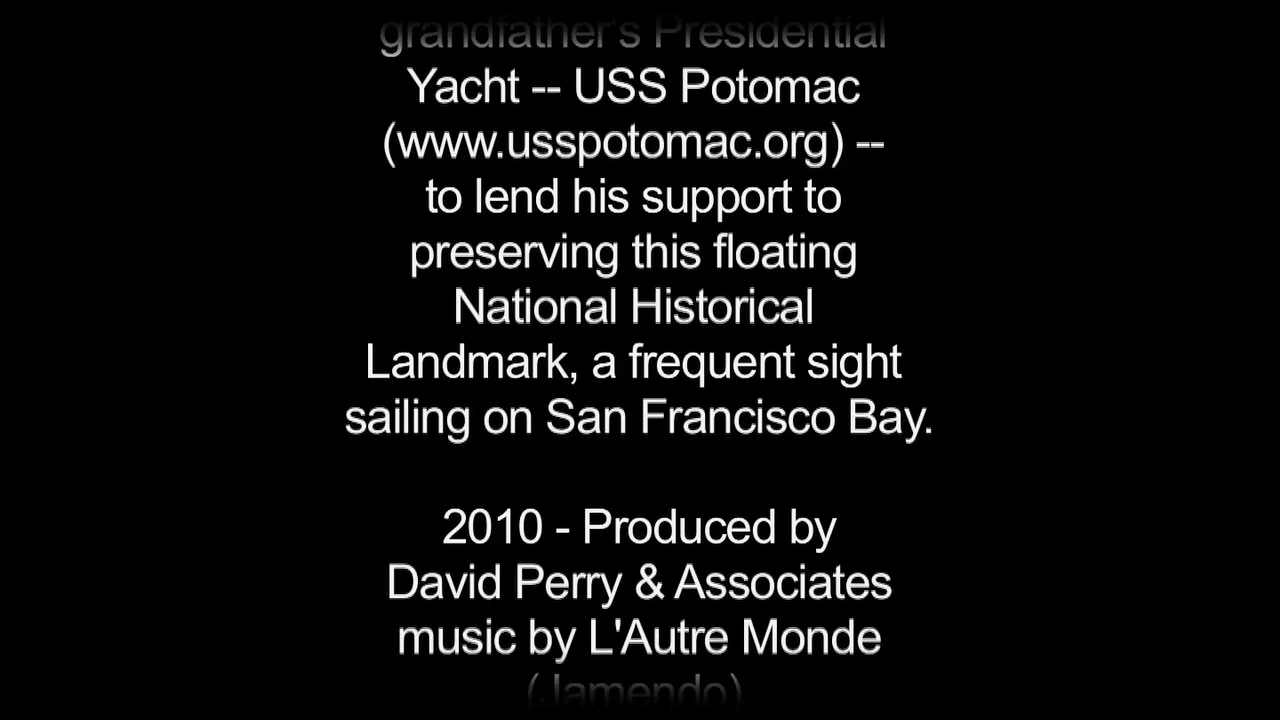 grandfather's Presidential
Yacht -- USS Potomac
(www.usspotomac.org) --
to lend his support to
preserving this floating
National Historical
Landmark, a frequent sight
sailing on San Francisco Bay.
2010 - Produced by
David Perry & Associates
music by L'Autre Monde
(Jamendo)